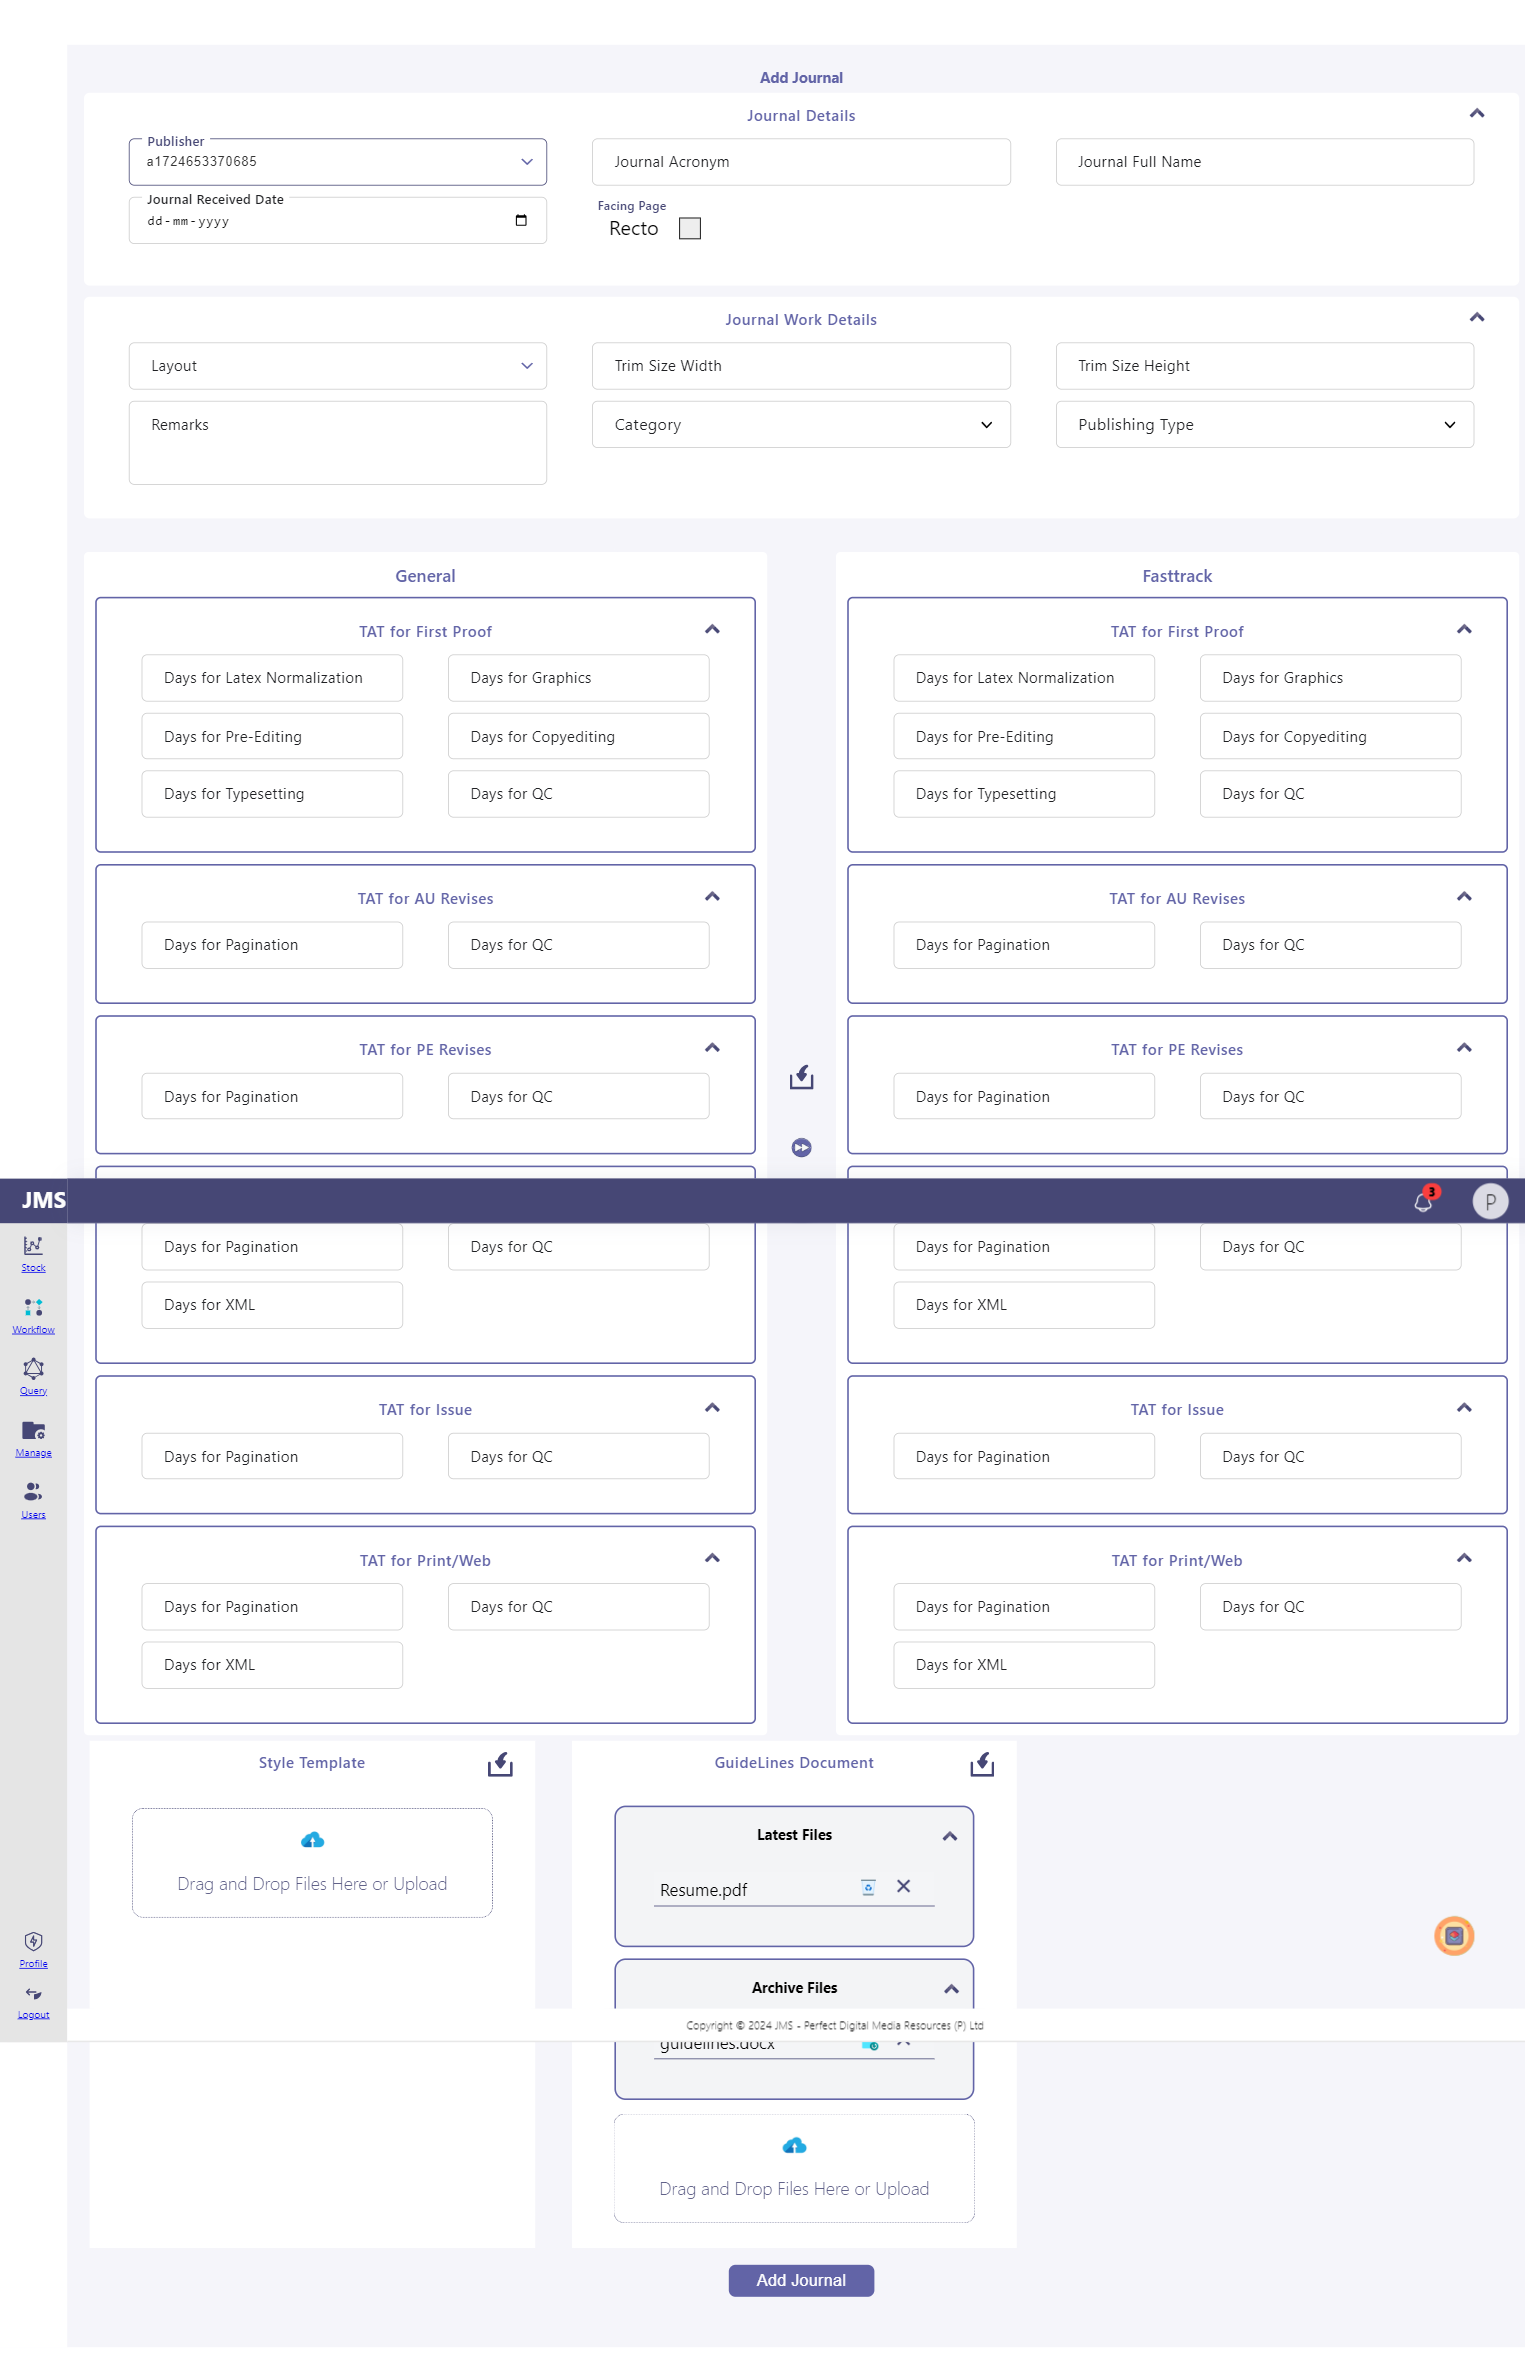 Add Journal
Journal Details
Publisher
a1724653370685
Journal Acronym
Journal Full Name
Journal Received Date
dd-mm-yyyy
Facing Page
Recto
Journal Work Details
Layout
Trim Size Width
Trim Size Height
Remarks
Category
Publishing Type
General
TAT for First Proof
Days for Latex Normalization
Days for Graphics
Days for Pre-Editing
Days for Copyediting
Days for Typesetting
Days for QC
TAT for AU Revises
Days for Pagination
Days for QC
TAT for PE Revises
Days for Pagination
Days for QC
Fasttrack
TAT for First Proof
Days for Latex Normalization
Days for Graphics
Days for Pre-Editing
Days for Copyediting
Days for Typesetting
Days for QC
TAT for AU Revises
Days for Pagination
Days for QC
TAT for PE Revises
Days for Pagination
Days for QC
JMS
3
P
Stock
Workflow
Query
Manage
Users
Profile
Logout
Days for Pagination
Days for QC
Days for XML
TAT for Issue
Days for Pagination
Days for QC
TAT for Print/Web
Days for Pagination
Days for QC
Days for XML
Days for Pagination
Days for QC
Days for XML
TAT for Issue
Days for Pagination
Days for QC
TAT for Print/Web
Days for Pagination
Days for QC
Days for XML
Style Template
Drag and Drop Files Here or Upload
GuideLines Document
Latest Files
Resume.pdf
Archive Files
Copyright © 2024 JMS - Perfect Digital Media Resources (P) Ltd
guidelines.docx
Drag and Drop Files Here or Upload
Add Journal